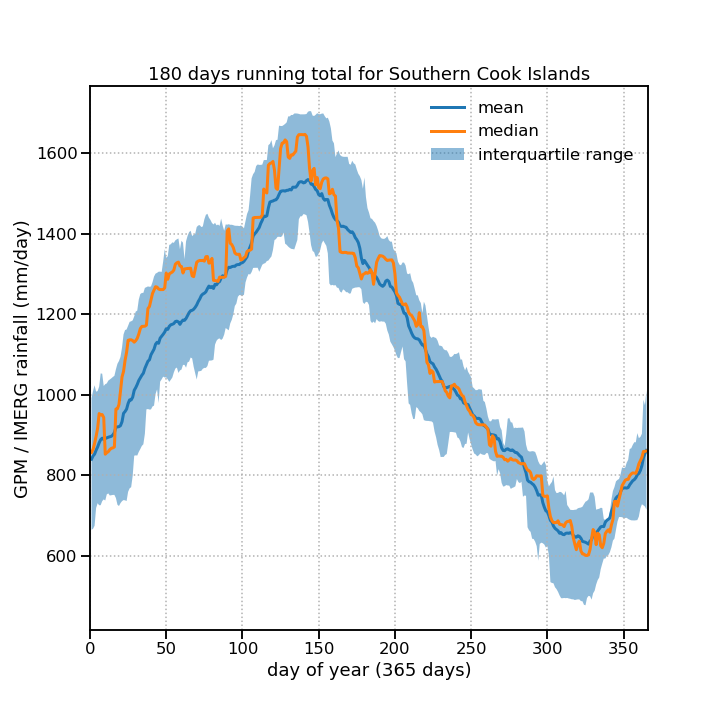 180 days running total for Southern Cook Islands
mean
median
interquartile range
GPM / IMERG rainfall (mm/day)
1600
1400
1200
1000
800
600
0 50 100 150 200 250 300 350
day of year (365 days)